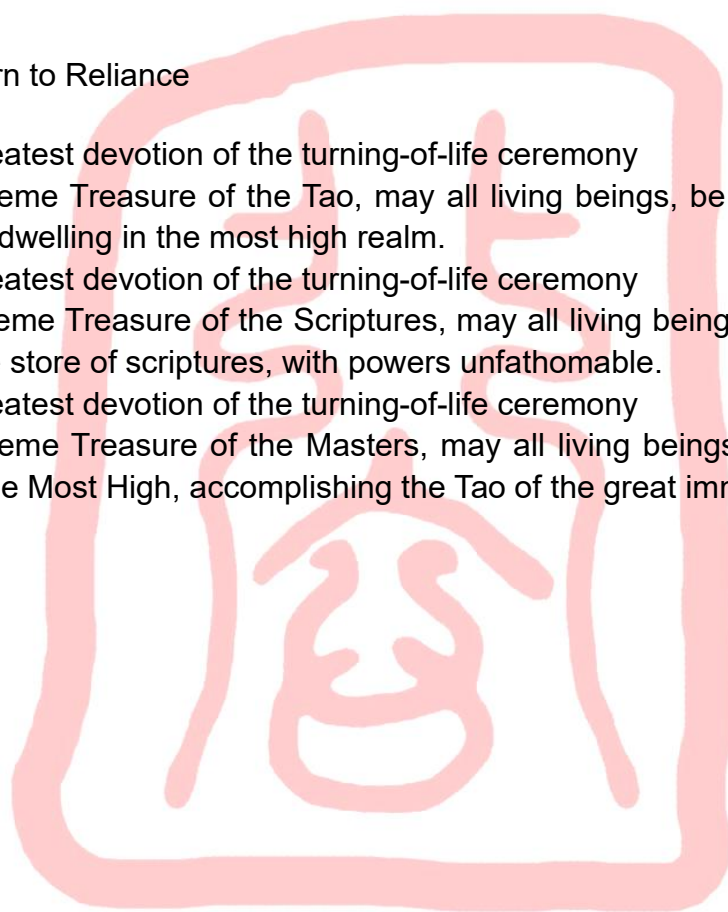 rn to Reliance
eatest devotion of the turning-of-life ceremony
eme Treasure of the Tao, may all living beings, be
dwelling in the most high realm.
eatest devotion of the turning-of-life ceremony
eme Treasure of the Scriptures, may all living being
store of scriptures, with powers unfathomable.
eatest devotion of the turning-of-life ceremony
eme Treasure of the Masters, may all living beings
e Most High, accomplishing the Tao of the great imm